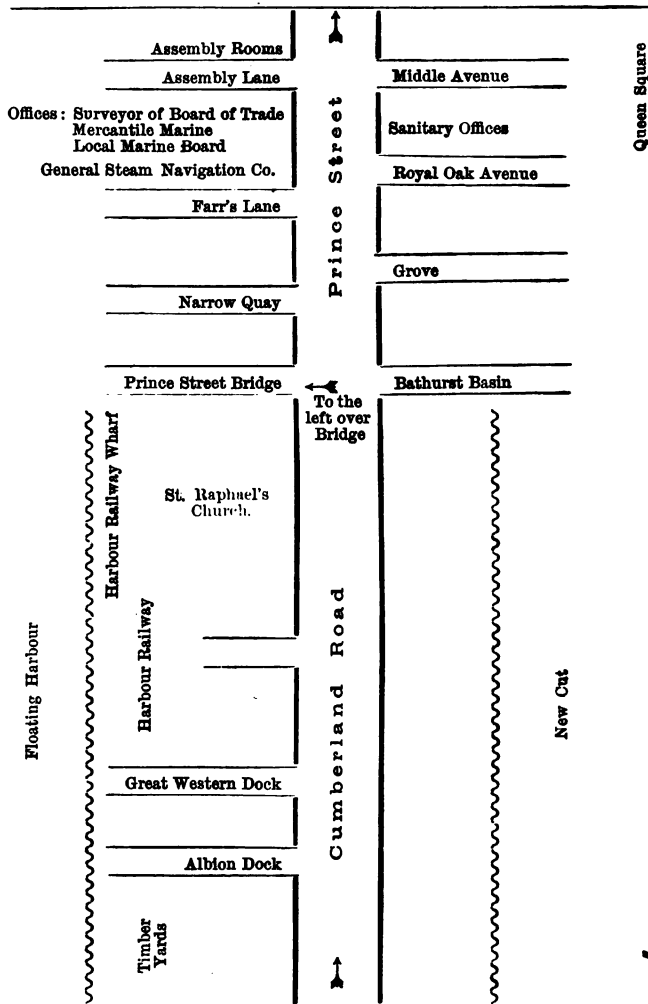 Assembly Rooms
Assembly Lane
Middle Avenue
Queen Square
Offices: Surveyor of Board of Trade
Mercantile Marine
Local Marine Board
General Steam Navigation Co.
Sanitary Offices
Prince Street
Royal Oak Avenue
Farr's Lane
Grove
Narrow Quay
Prince Street Bridge
Bathurst Basin
To the
left over
Bridge
Harbour Railway Wharf
St. Raphael's
Church.
Harbour Railway
Floating Harbour
Cumberland Road
New Cut
Great Western Dock
Albion Dock
Timber
Yards